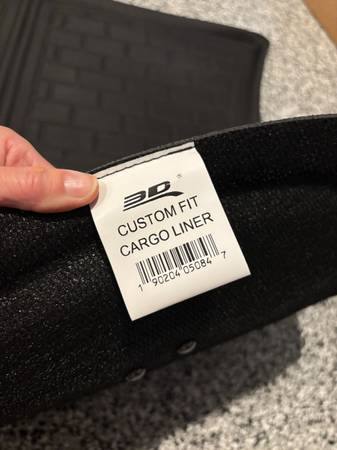 3D®
CUSTOM FIT
CARGO LINER
1 90204 05084 7